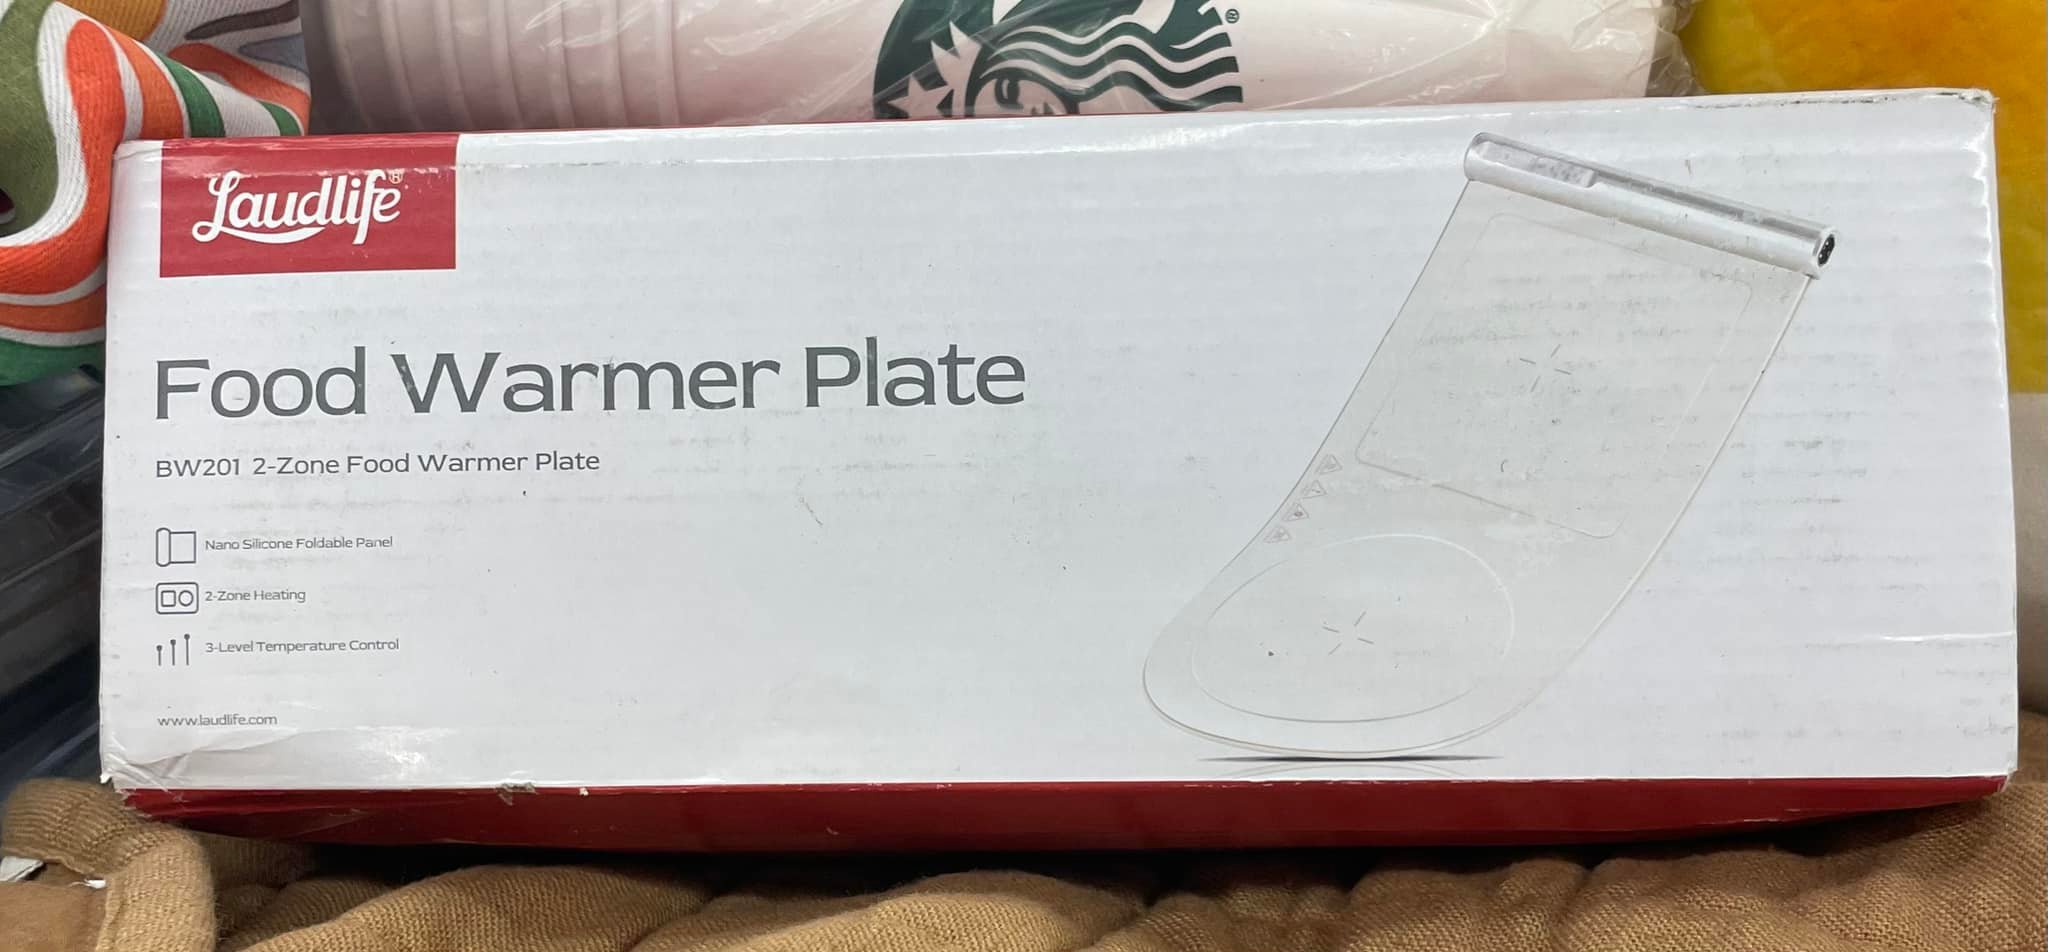 Laudlife®
Food Warmer Plate
BW201 2-Zone Food Warmer Plate
Nano Silicone Foldable Panel
2-Zone Heating
3-Level Temperature Control
www.laudlife.com
®